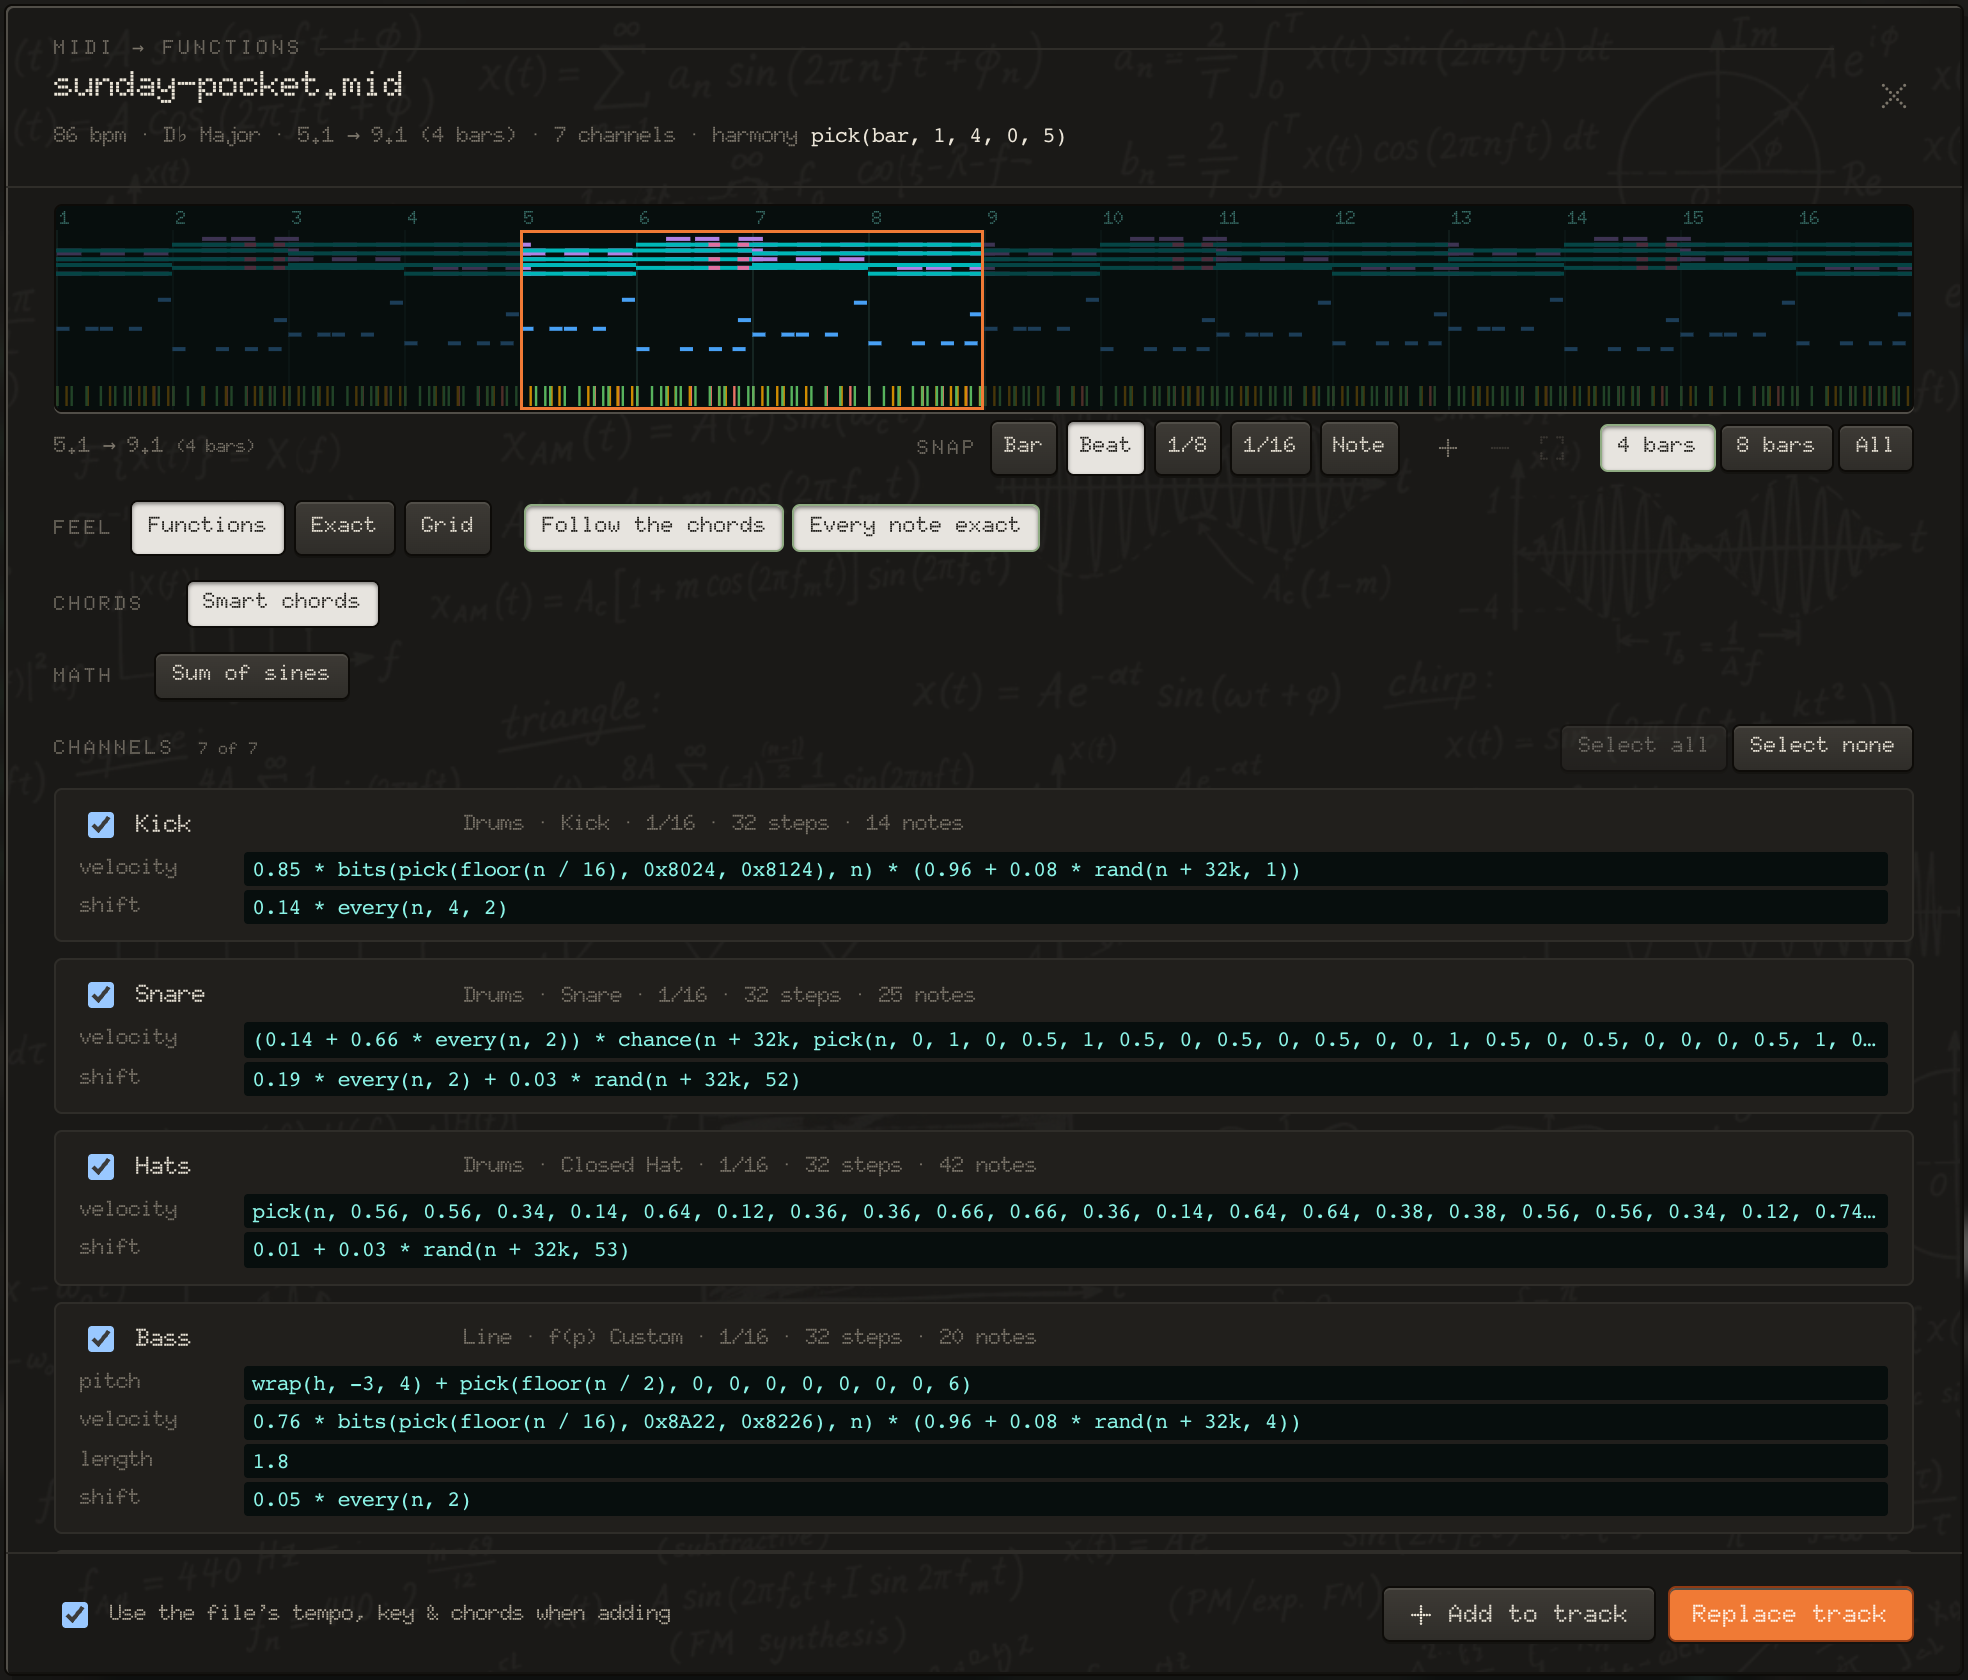 MIDI → FUNCTIONS
sunday-pocket.mid
86 bpm · D♭ Major · 5.1 → 9.1 (4 bars) · 7 channels · harmony pick(bar, 1, 4, 0, 5)
1 2 3 4 5 6 7 8 9 10 11 12 13 14 15 16
5.1 → 9.1 (4 bars) SNAP Bar Beat 1/8 1/16 Note + − 4 bars 8 bars All
FEEL Functions Exact Grid Follow the chords Every note exact
CHORDS Smart chords
MATH Sum of sines
CHANNELS 7 of 7 Select all Select none
Kick Drums · Kick · 1/16 · 32 steps · 14 notes
velocity 0.85 * bits(pick(floor(n / 16), 0x8024, 0x8124), n) * (0.96 + 0.08 * rand(n + 32k, 1))
shift 0.14 * every(n, 4, 2)
Snare Drums · Snare · 1/16 · 32 steps · 25 notes
velocity (0.14 + 0.66 * every(n, 2)) * chance(n + 32k, pick(n, 0, 1, 0, 0.5, 1, 0.5, 0, 0.5, 0, 0.5, 0, 0, 1, 0.5, 0, 0.5, 0, 0, 0, 0.5, 1, 0…
shift 0.19 * every(n, 2) + 0.03 * rand(n + 32k, 52)
Hats Drums · Closed Hat · 1/16 · 32 steps · 42 notes
velocity pick(n, 0.56, 0.56, 0.34, 0.14, 0.64, 0.12, 0.36, 0.36, 0.66, 0.66, 0.36, 0.14, 0.64, 0.64, 0.38, 0.38, 0.56, 0.56, 0.34, 0.12, 0.74…
shift 0.01 + 0.03 * rand(n + 32k, 53)
Bass Line · f(p) Custom · 1/16 · 32 steps · 20 notes
pitch wrap(h, -3, 4) + pick(floor(n / 2), 0, 0, 0, 0, 0, 0, 0, 6)
velocity 0.76 * bits(pick(floor(n / 16), 0x8A22, 0x8226), n) * (0.96 + 0.08 * rand(n + 32k, 4))
length 1.8
shift 0.05 * every(n, 2)
Use the file's tempo, key & chords when adding + Add to track Replace track